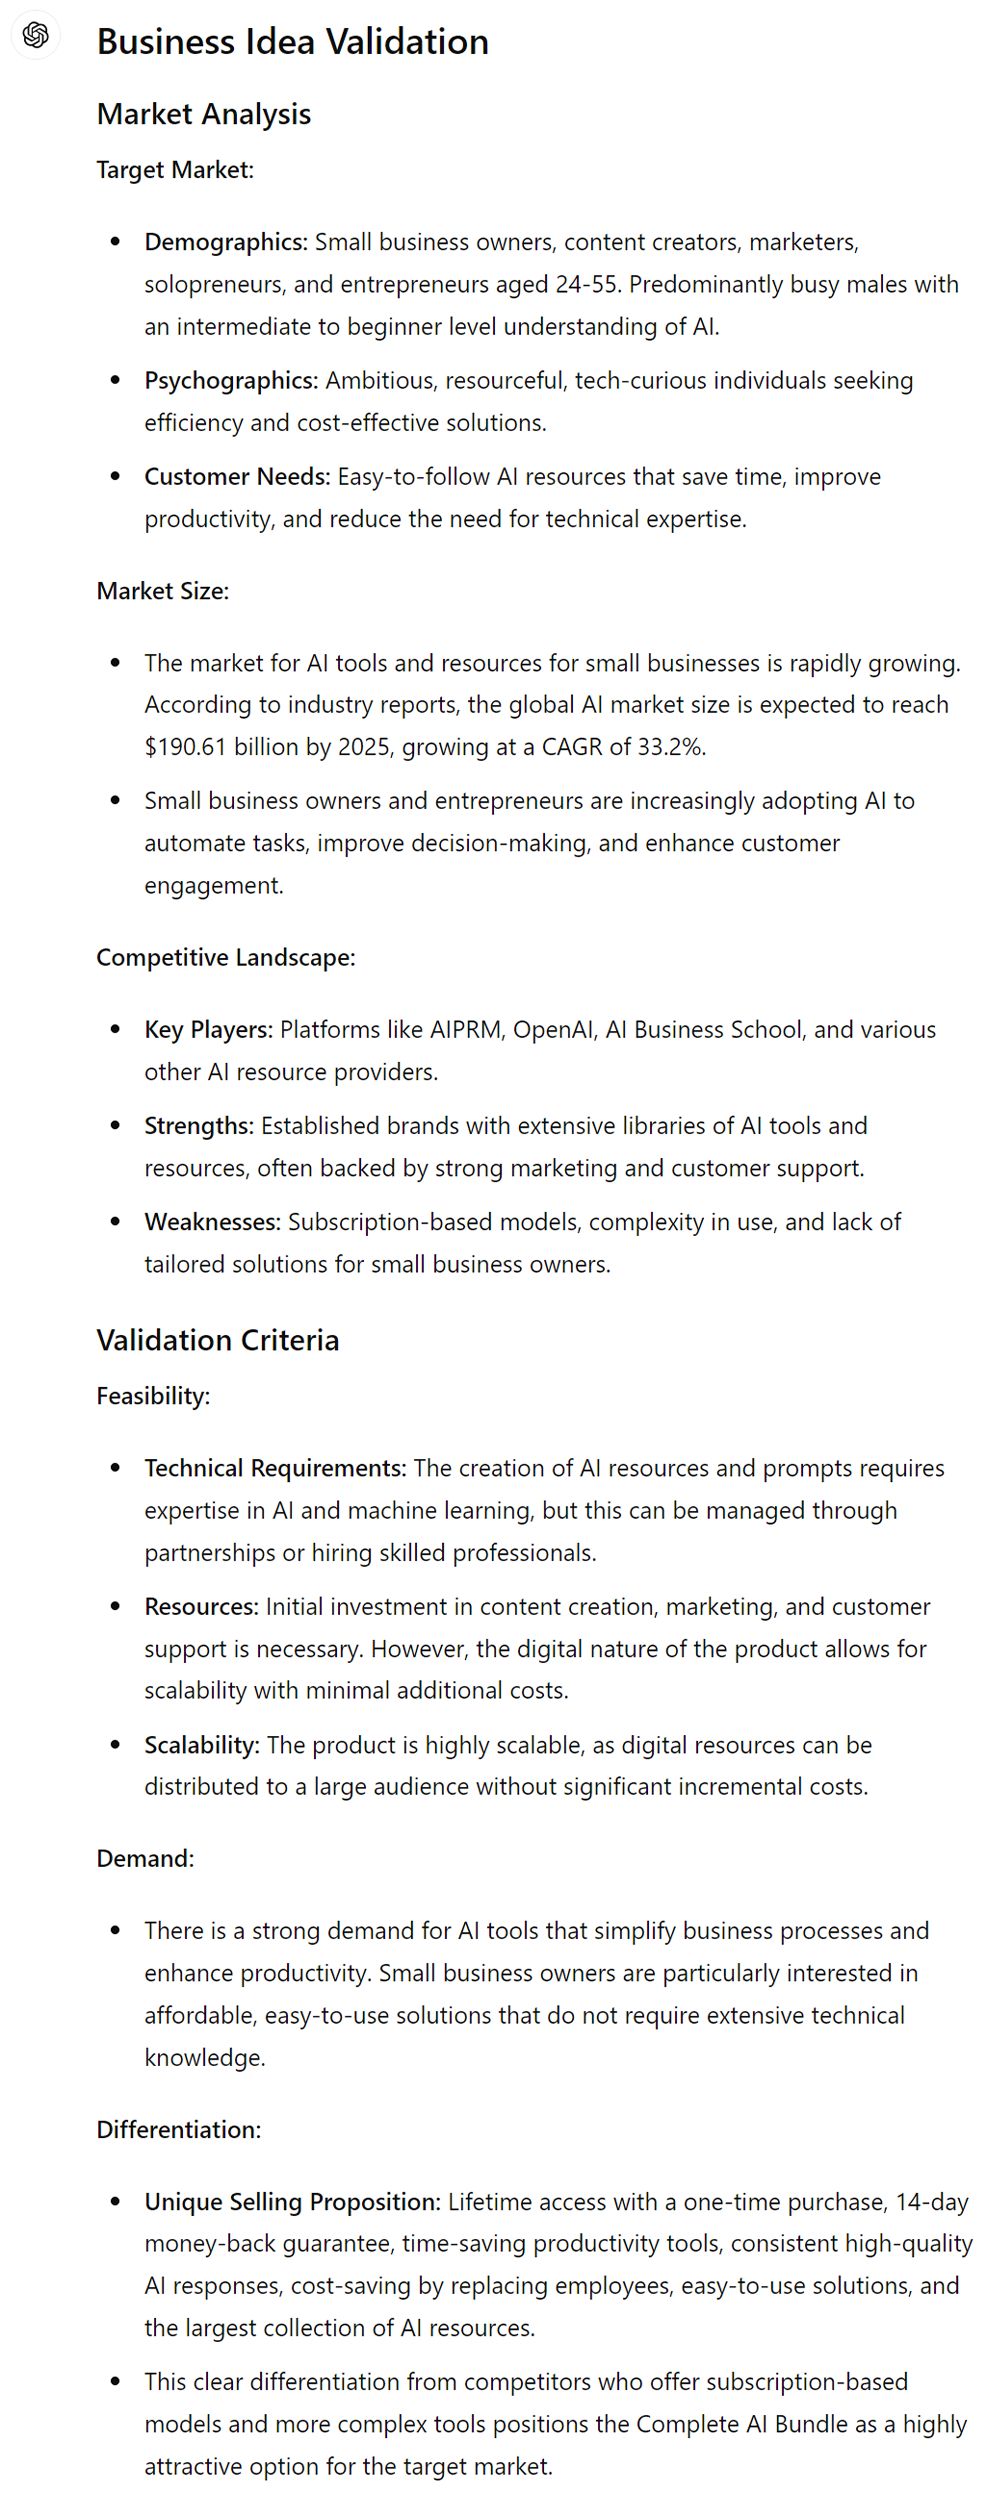 Business Idea Validation
Market Analysis
Target Market:
Demographics: Small business owners, content creators, marketers,
solopreneurs, and entrepreneurs aged 24-55. Predominantly busy males with
an intermediate to beginner level understanding of AI.
Psychographics: Ambitious, resourceful, tech-curious individuals seeking
efficiency and cost-effective solutions.
Customer Needs: Easy-to-follow AI resources that save time, improve
productivity, and reduce the need for technical expertise.
Market Size:
The market for AI tools and resources for small businesses is rapidly growing.
According to industry reports, the global AI market size is expected to reach
$190.61 billion by 2025, growing at a CAGR of 33.2%.
Small business owners and entrepreneurs are increasingly adopting AI to
automate tasks, improve decision-making, and enhance customer
engagement.
Competitive Landscape:
Key Players: Platforms like AIPRM, OpenAI, AI Business School, and various
other AI resource providers.
Strengths: Established brands with extensive libraries of AI tools and
resources, often backed by strong marketing and customer support.
Weaknesses: Subscription-based models, complexity in use, and lack of
tailored solutions for small business owners.
Validation Criteria
Feasibility:
Technical Requirements: The creation of AI resources and prompts requires
expertise in AI and machine learning, but this can be managed through
partnerships or hiring skilled professionals.
Resources: Initial investment in content creation, marketing, and customer
support is necessary. However, the digital nature of the product allows for
scalability with minimal additional costs.
Scalability: The product is highly scalable, as digital resources can be
distributed to a large audience without significant incremental costs.
Demand:
There is a strong demand for AI tools that simplify business processes and
enhance productivity. Small business owners are particularly interested in
affordable, easy-to-use solutions that do not require extensive technical
knowledge.
Differentiation:
Unique Selling Proposition: Lifetime access with a one-time purchase, 14-day
money-back guarantee, time-saving productivity tools, consistent high-quality
AI responses, cost-saving by replacing employees, easy-to-use solutions, and
the largest collection of AI resources.
This clear differentiation from competitors who offer subscription-based
models and more complex tools positions the Complete AI Bundle as a highly
attractive option for the target market.